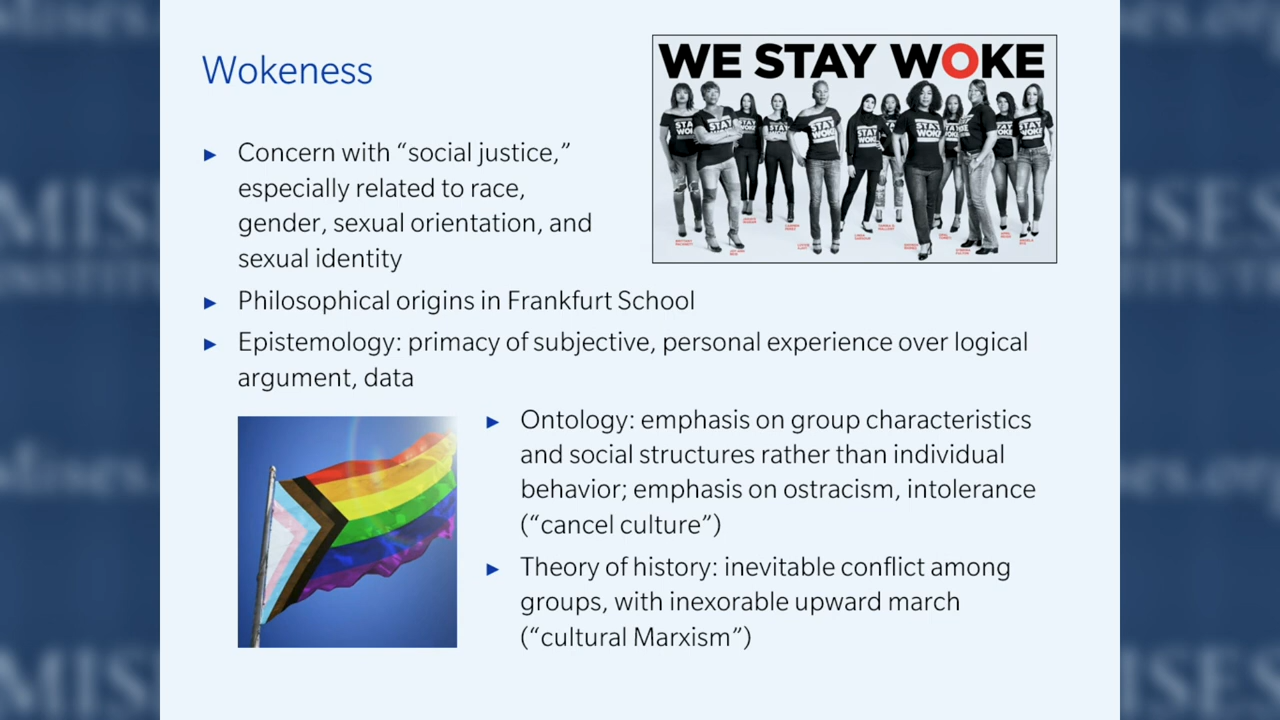 Wokeness
WE STAY WOKE
Concern with “social justice,”
especially related to race,
gender, sexual orientation, and
sexual identity
Philosophical origins in Frankfurt School
Epistemology: primacy of subjective, personal experience over logical
argument, data
Ontology: emphasis on group characteristics
and social structures rather than individual
behavior; emphasis on ostracism, intolerance
(“cancel culture”)
Theory of history: inevitable conflict among
groups, with inexorable upward march
(“cultural Marxism”)